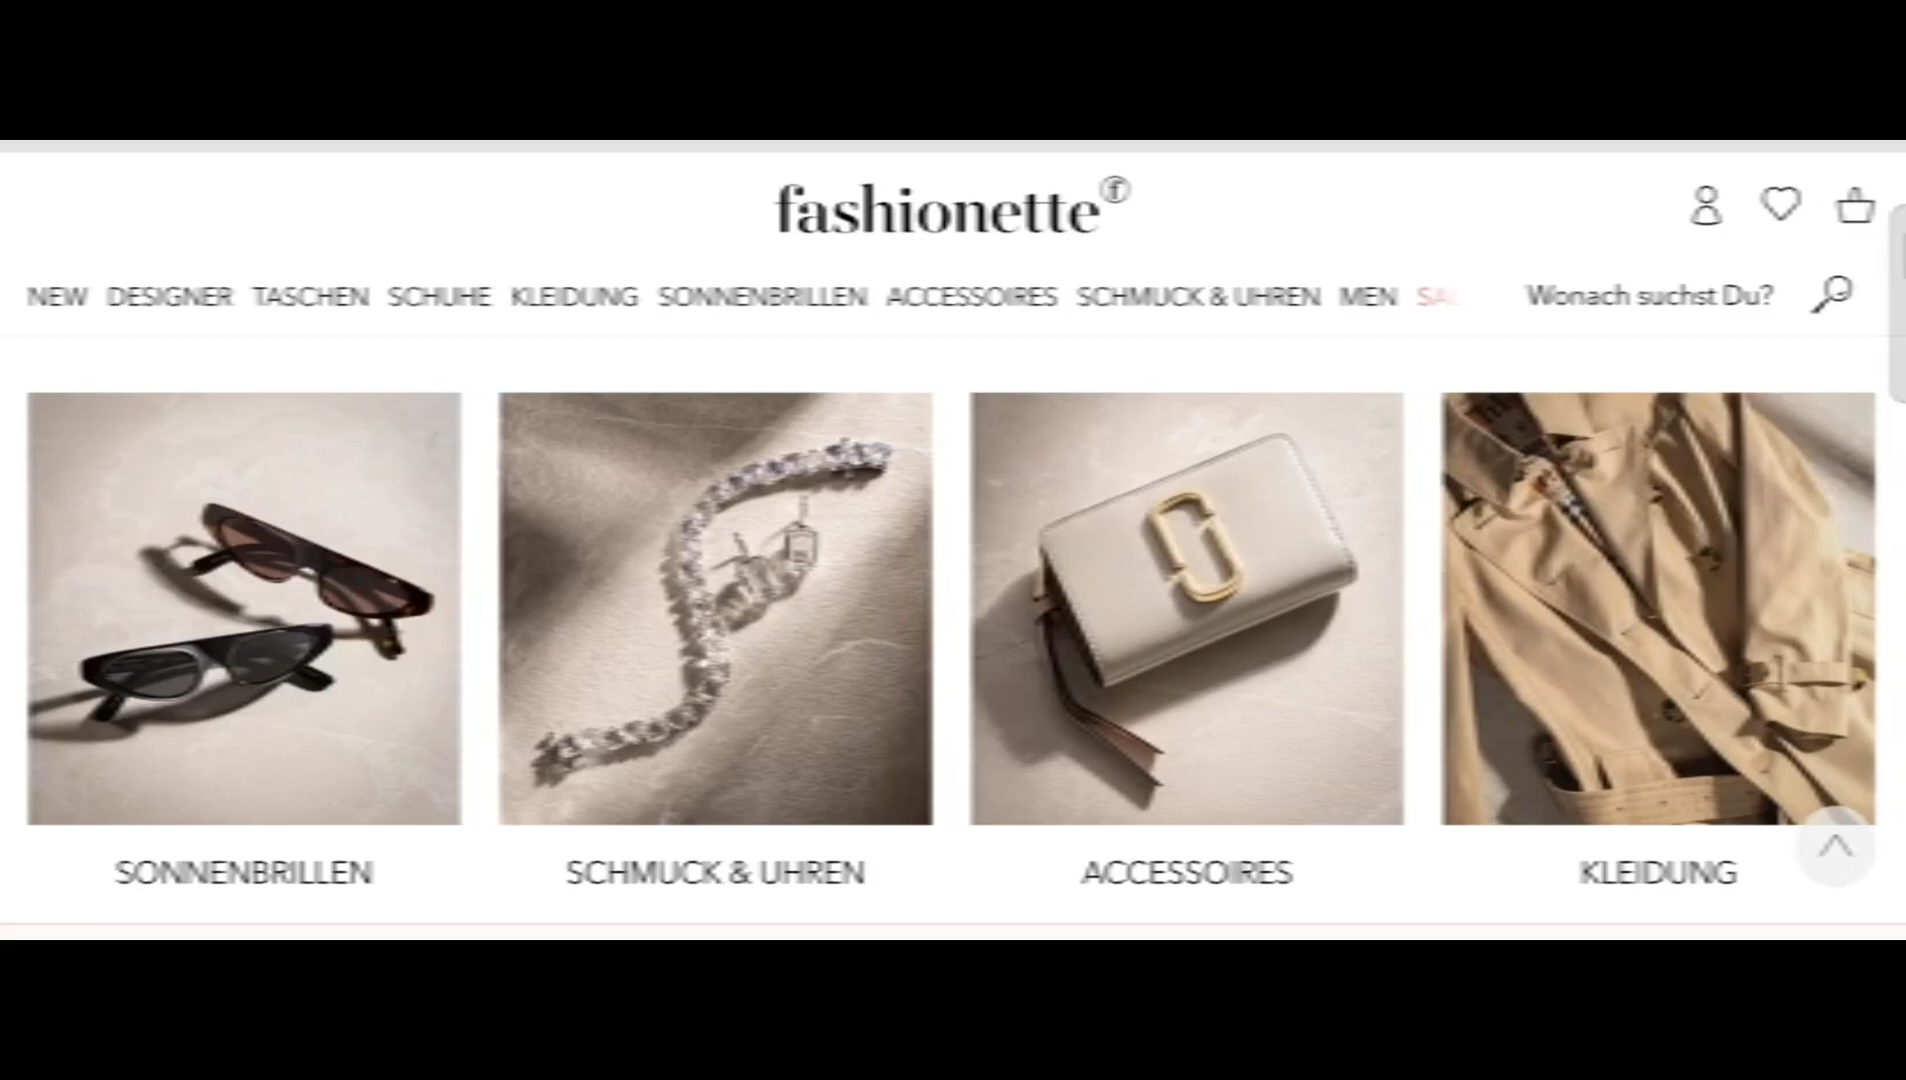 fashionette
NEW DESIGNER TASCHEN SCHUHE KLEIDUNG SONNENBRILLEN ACCESSOIRES SCHMUCK & UHREN MEN Wonach suchst Du?
SONNENBRILLEN SCHMUCK & UHREN ACCESSOIRES KLEIDUNG